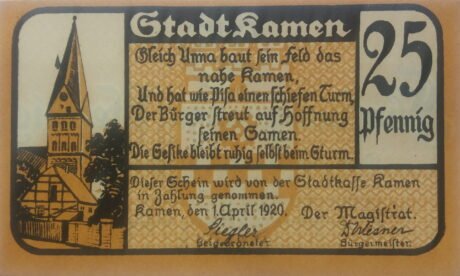 Stadt Kamen
Gleich Unna baut sein Feld das
nahe Kamen,
Und hat wie Pisa einen schiefen Turm,
Der Bürger streut auf Hoffnung
seinen Samen.
Die Sesike bleibt ruhig selbst beim Sturm.
25
Pfennig
Dieser Schein wird von der Stadtkasse Kamen
in Zahlung genommen.
Kamen, den 1. April 1920. Der Magistrat.
Siegler
Beigeordneter
Bürgermeister.